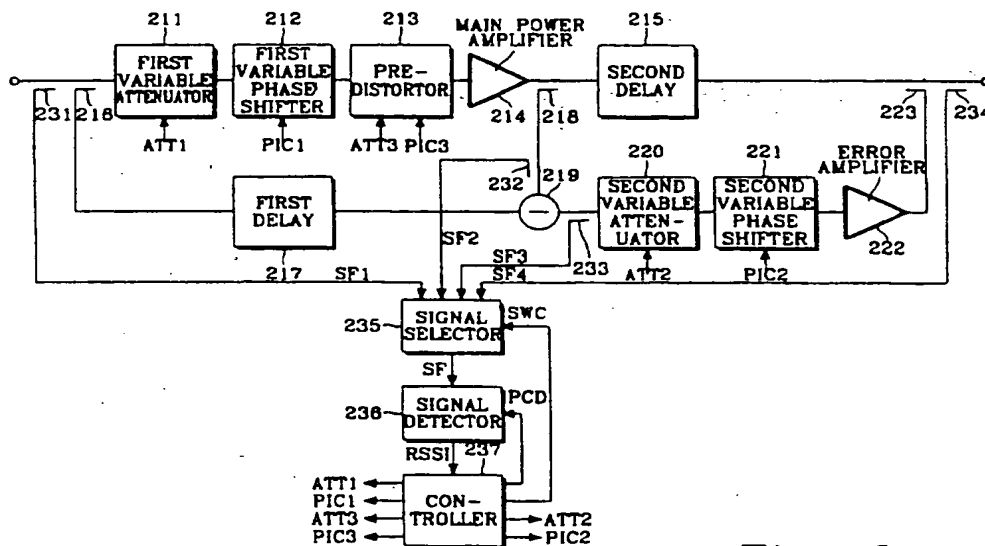 211
212
213
MAIN POWER
AMPLIFIER
215
FIRST
VARIABLE
ATTENUATOR
FIRST
VARIABLE
PHASE
SHIFTER
PRE-
DISTORTOR
SECOND
DELAY
231
216
214
218
223
234
ATT1
PIC1
ATT3
PIC3
232
219
220
221
ERROR
AMPLIFIER
FIRST
DELAY
SECOND
VARIABLE
ATTEN-
UATOR
SECOND
VARIABLE
PHASE
SHIFTER
SF2
217
233
222
SF1
SF3
SF4
ATT2
PIC2
235
SIGNAL
SELECTOR
SWC
SF
PCD
236
SIGNAL
DETECTOR
RSSI
237
ATT1
PIC1
ATT3
PIC3
CON-
TROLLER
ATT2
PIC2